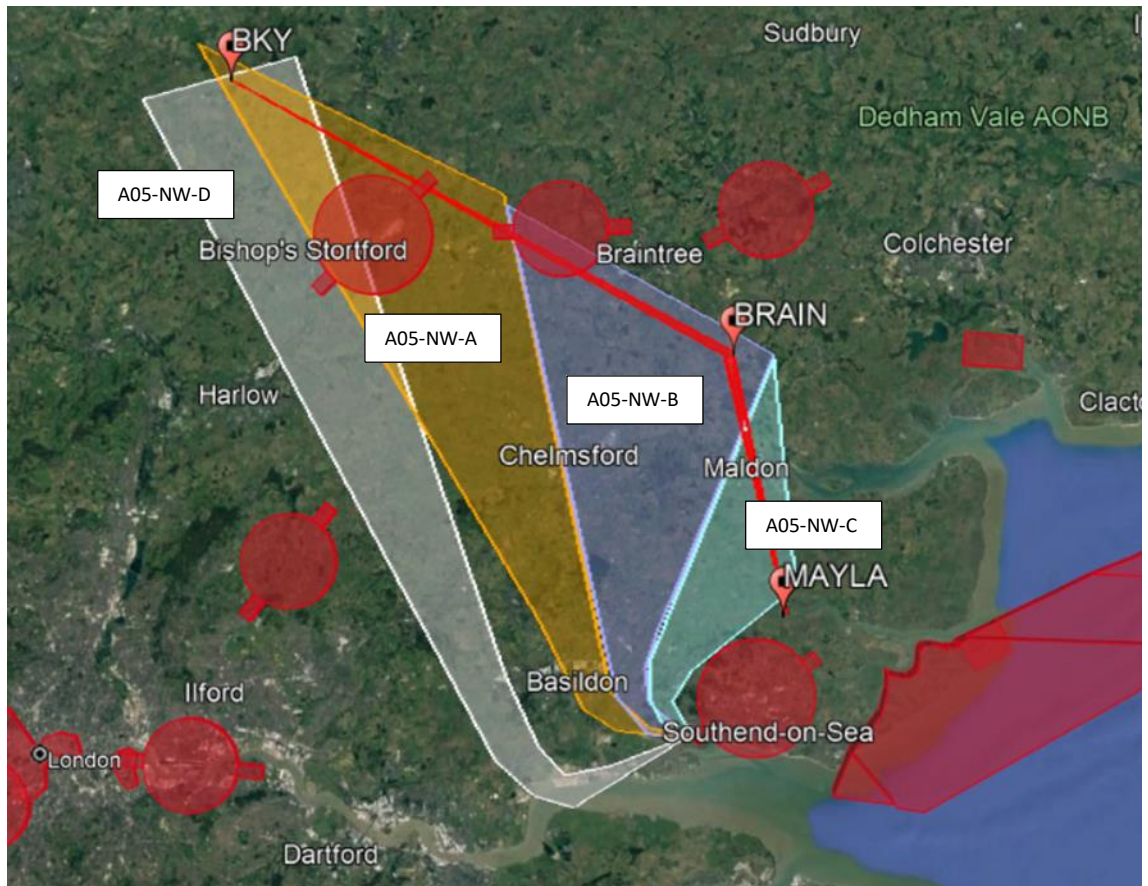 BKY
Sudbury
Dedham Vale AONB
A05-NW-D
Bishop's Stortford
Braintree
Colchester
BRAIN
A05-NW-A
Harlow
A05-NW-B
Clacto
Chelmsford
Maldon
A05-NW-C
MAYLA
Basildon
Ilford
Southend-on-Sea
London
Dartford